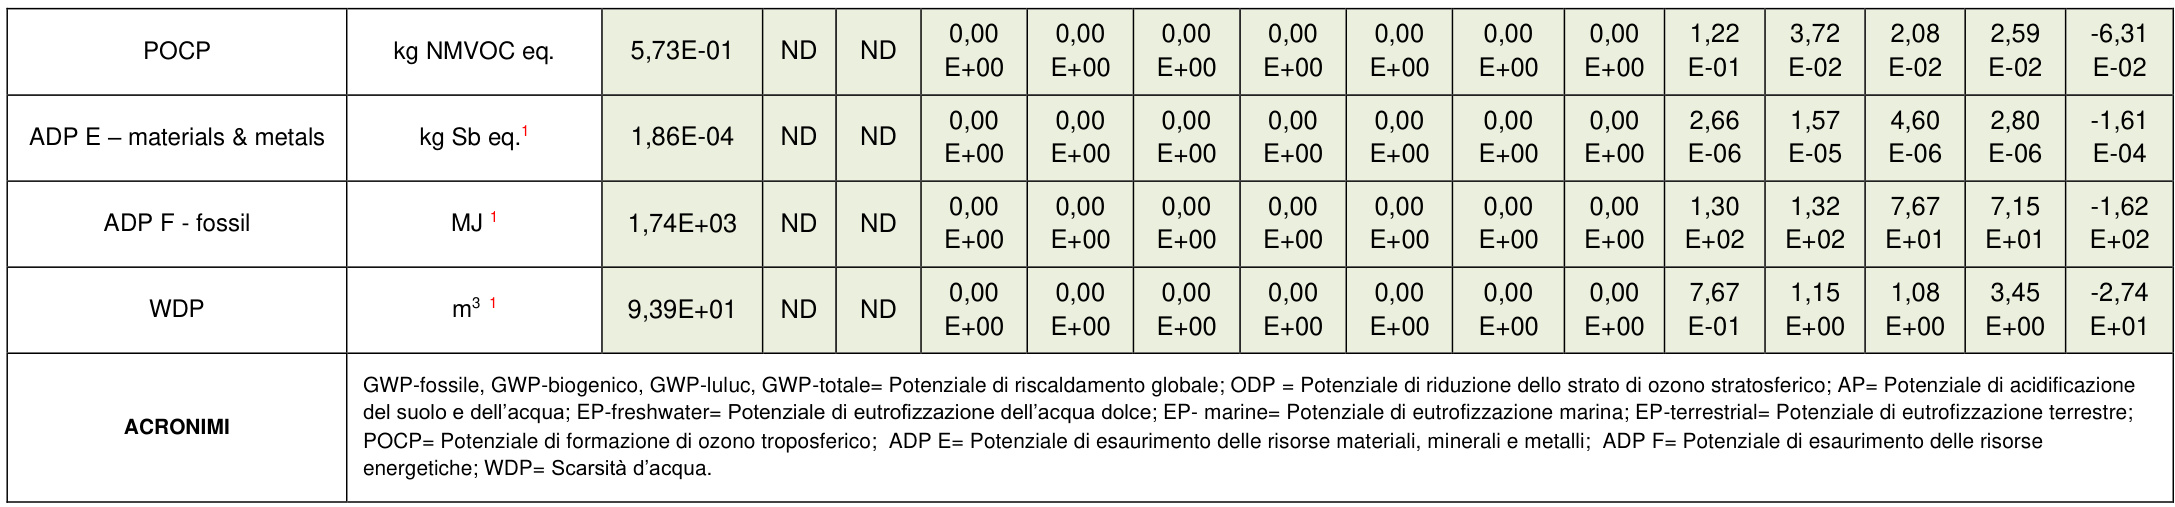 POCP kg NMVOC eq. 5,73E-01 ND ND 0,00 0,00 0,00 0,00 0,00 0,00 0,00 1,22 3,72 2,08 2,59 -6,31
E+00 E+00 E+00 E+00 E+00 E+00 E+00 E-01 E-02 E-02 E-02 E-02
ADP E – materials & metals kg Sb eq.1 1,86E-04 ND ND 0,00 0,00 0,00 0,00 0,00 0,00 0,00 2,66 1,57 4,60 2,80 -1,61
E+00 E+00 E+00 E+00 E+00 E+00 E+00 E-06 E-05 E-06 E-06 E-04
ADP F - fossil MJ 1 1,74E+03 ND ND 0,00 0,00 0,00 0,00 0,00 0,00 0,00 1,30 1,32 7,67 7,15 -1,62
E+00 E+00 E+00 E+00 E+00 E+00 E+00 E+02 E+02 E+01 E+01 E+02
WDP m3 1 9,39E+01 ND ND 0,00 0,00 0,00 0,00 0,00 0,00 0,00 7,67 1,15 1,08 3,45 -2,74
E+00 E+00 E+00 E+00 E+00 E+00 E+00 E-01 E+00 E+00 E+00 E+01
ACRONIMI
GWP-fossile, GWP-biogenico, GWP-luluc, GWP-totale= Potenziale di riscaldamento globale; ODP = Potenziale di riduzione dello strato di ozono stratosferico; AP= Potenziale di acidificazione
del suolo e dell'acqua; EP-freshwater= Potenziale di eutrofizzazione dell'acqua dolce; EP- marine= Potenziale di eutrofizzazione marina; EP-terrestrial= Potenziale di eutrofizzazione terrestre;
POCP= Potenziale di formazione di ozono troposferico; ADP E= Potenziale di esaurimento delle risorse materiali, minerali e metalli; ADP F= Potenziale di esaurimento delle risorse
energetiche; WDP= Scarsità d'acqua.